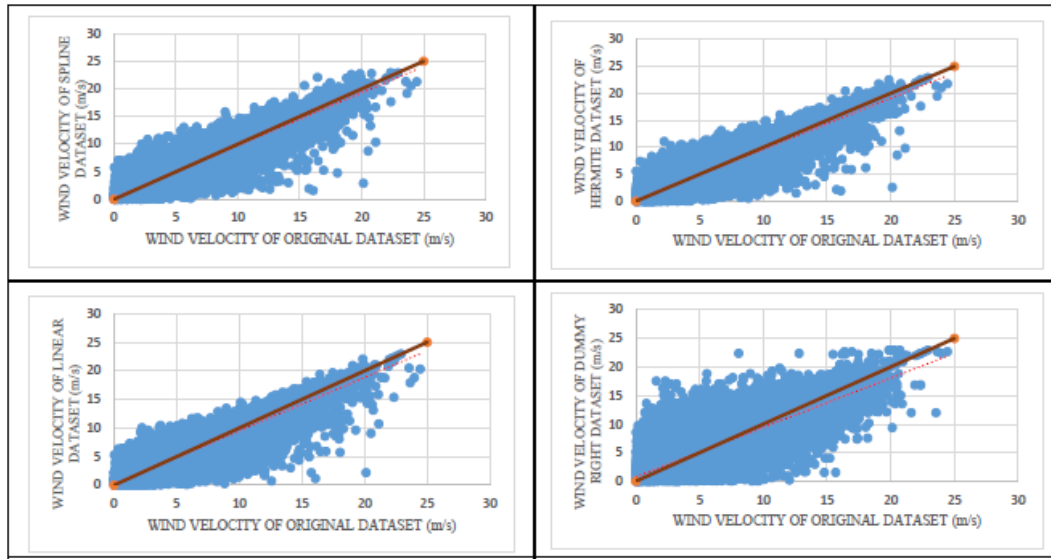 WIND VELOCITY OF SPLINE
DATASET (m/s)
30
25
20
15
10
5
0
0 5 10 15 20 25 30
WIND VELOCITY OF ORIGINAL DATASET (m/s)
WIND VELOCITY OF
HERMITE DATASET (m/s)
30
25
20
15
10
5
0
0 5 10 15 20 25 30
WIND VELOCITY OF ORIGINAL DATASET (m/s)
WIND VELOCITY OF LINEAR
DATASET (m/s)
30
25
20
15
10
5
0
0 5 10 15 20 25 30
WIND VELOCITY OF ORIGINAL DATASET (m/s)
WIND VELOCITY OF DUMMY
RIGHT DATASET (m/s)
30
25
20
15
10
5
0
0 5 10 15 20 25 30
WIND VELOCITY OF ORIGINAL DATASET (m/s)